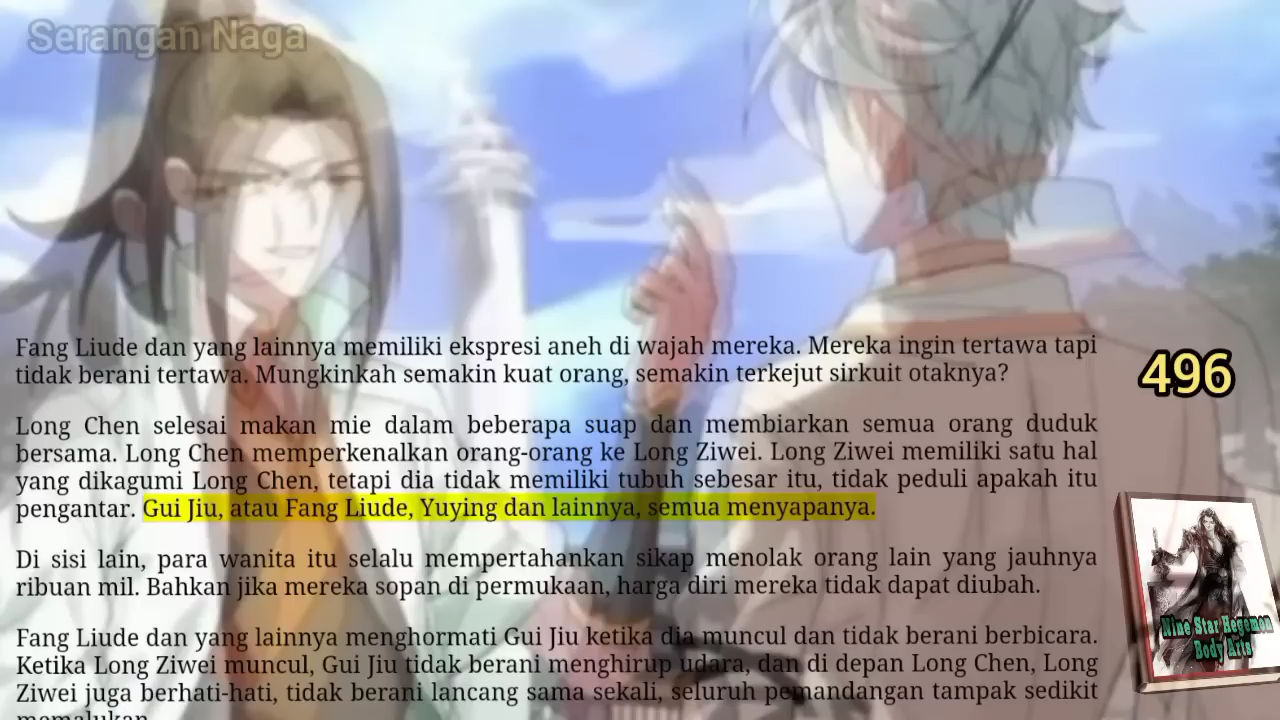 Serangan Naga
Fang Liude dan yang lainnya memiliki ekspresi aneh di wajah mereka. Mereka ingin tertawa tapi
tidak berani tertawa. Mungkinkah semakin kuat orang, semakin terkejut sirkuit otaknya?
496
Long Chen selesai makan mie dalam beberapa suap dan membiarkan semua orang duduk
bersama. Long Chen memperkenalkan orang-orang ke Long Ziwei. Long Ziwei memiliki satu hal
yang dikagumi Long Chen, tetapi dia tidak memiliki tubuh sebesar itu, tidak peduli apakah itu
pengantar. Gui Jiu, atau Fang Liude, Yuying dan lainnya, semua menyapanya.
Di sisi lain, para wanita itu selalu mempertahankan sikap menolak orang lain yang jauhnya
ribuan mil. Bahkan jika mereka sopan di permukaan, harga diri mereka tidak dapat diubah.
Fang Liude dan yang lainnya menghormati Gui Jiu ketika dia muncul dan tidak berani berbicara.
Ketika Long Ziwei muncul, Gui Jiu tidak berani menghirup udara, dan di depan Long Chen, Long
Ziwei juga berhati-hati, tidak berani lancang sama sekali, seluruh pemandangan tampak sedikit
memalukan.
Nine Star Hegemon
Body Arts